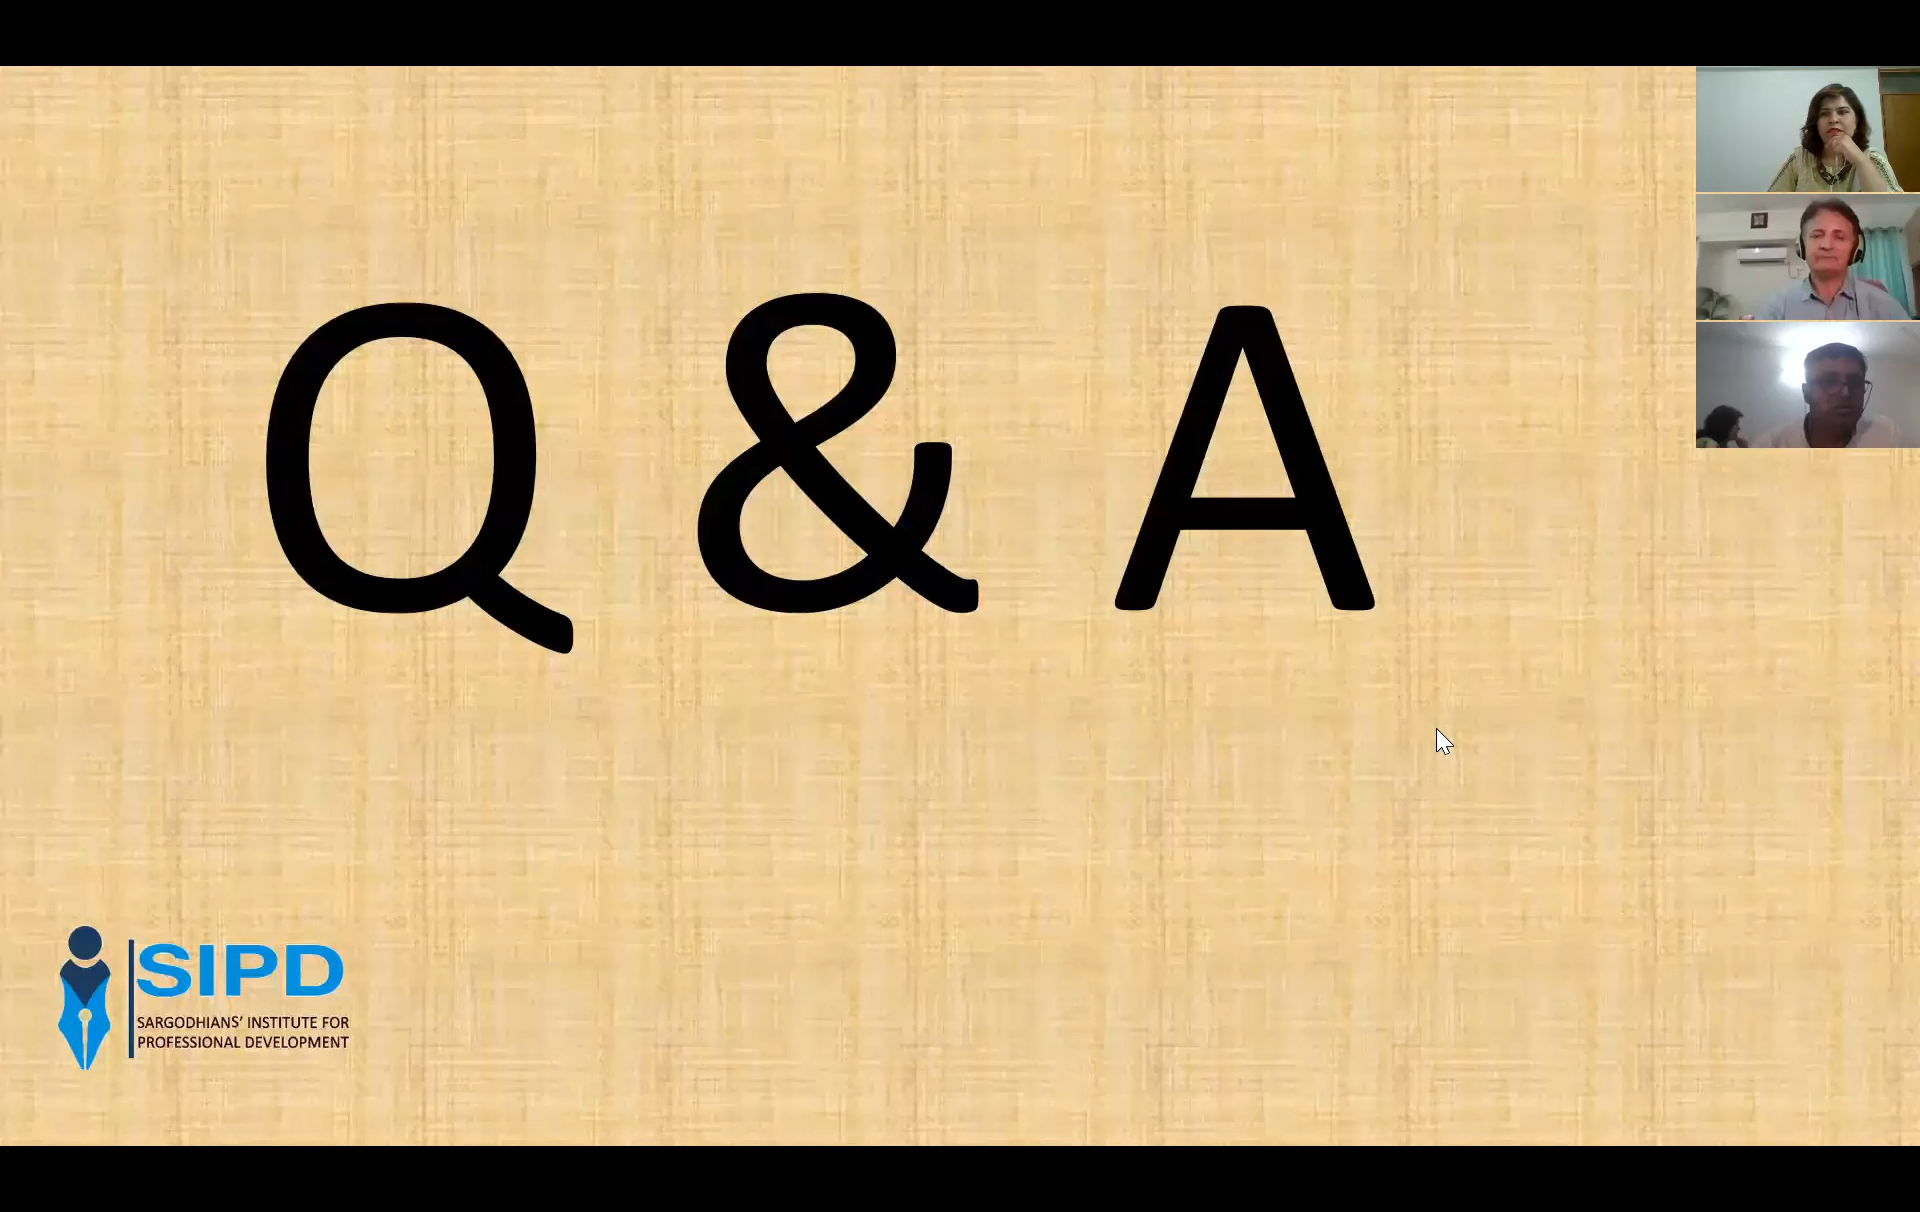 Q & A
SIPD
SARGODHIANS' INSTITUTE FOR
PROFESSIONAL DEVELOPMENT